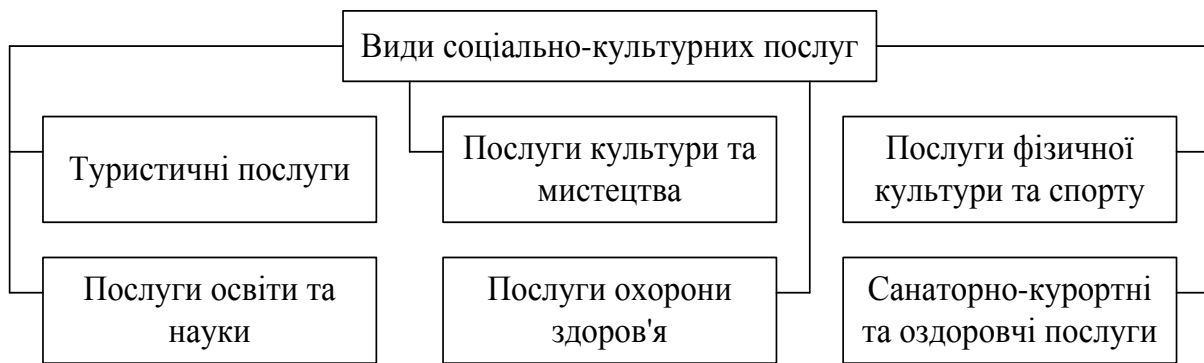 Види соціально-культурних послуг
Туристичні послуги
Послуги культури та
мистецтва
Послуги фізичної
культури та спорту
Послуги освіти та
науки
Послуги охорони
здоров'я
Санаторно-курортні
та оздоровчі послуги